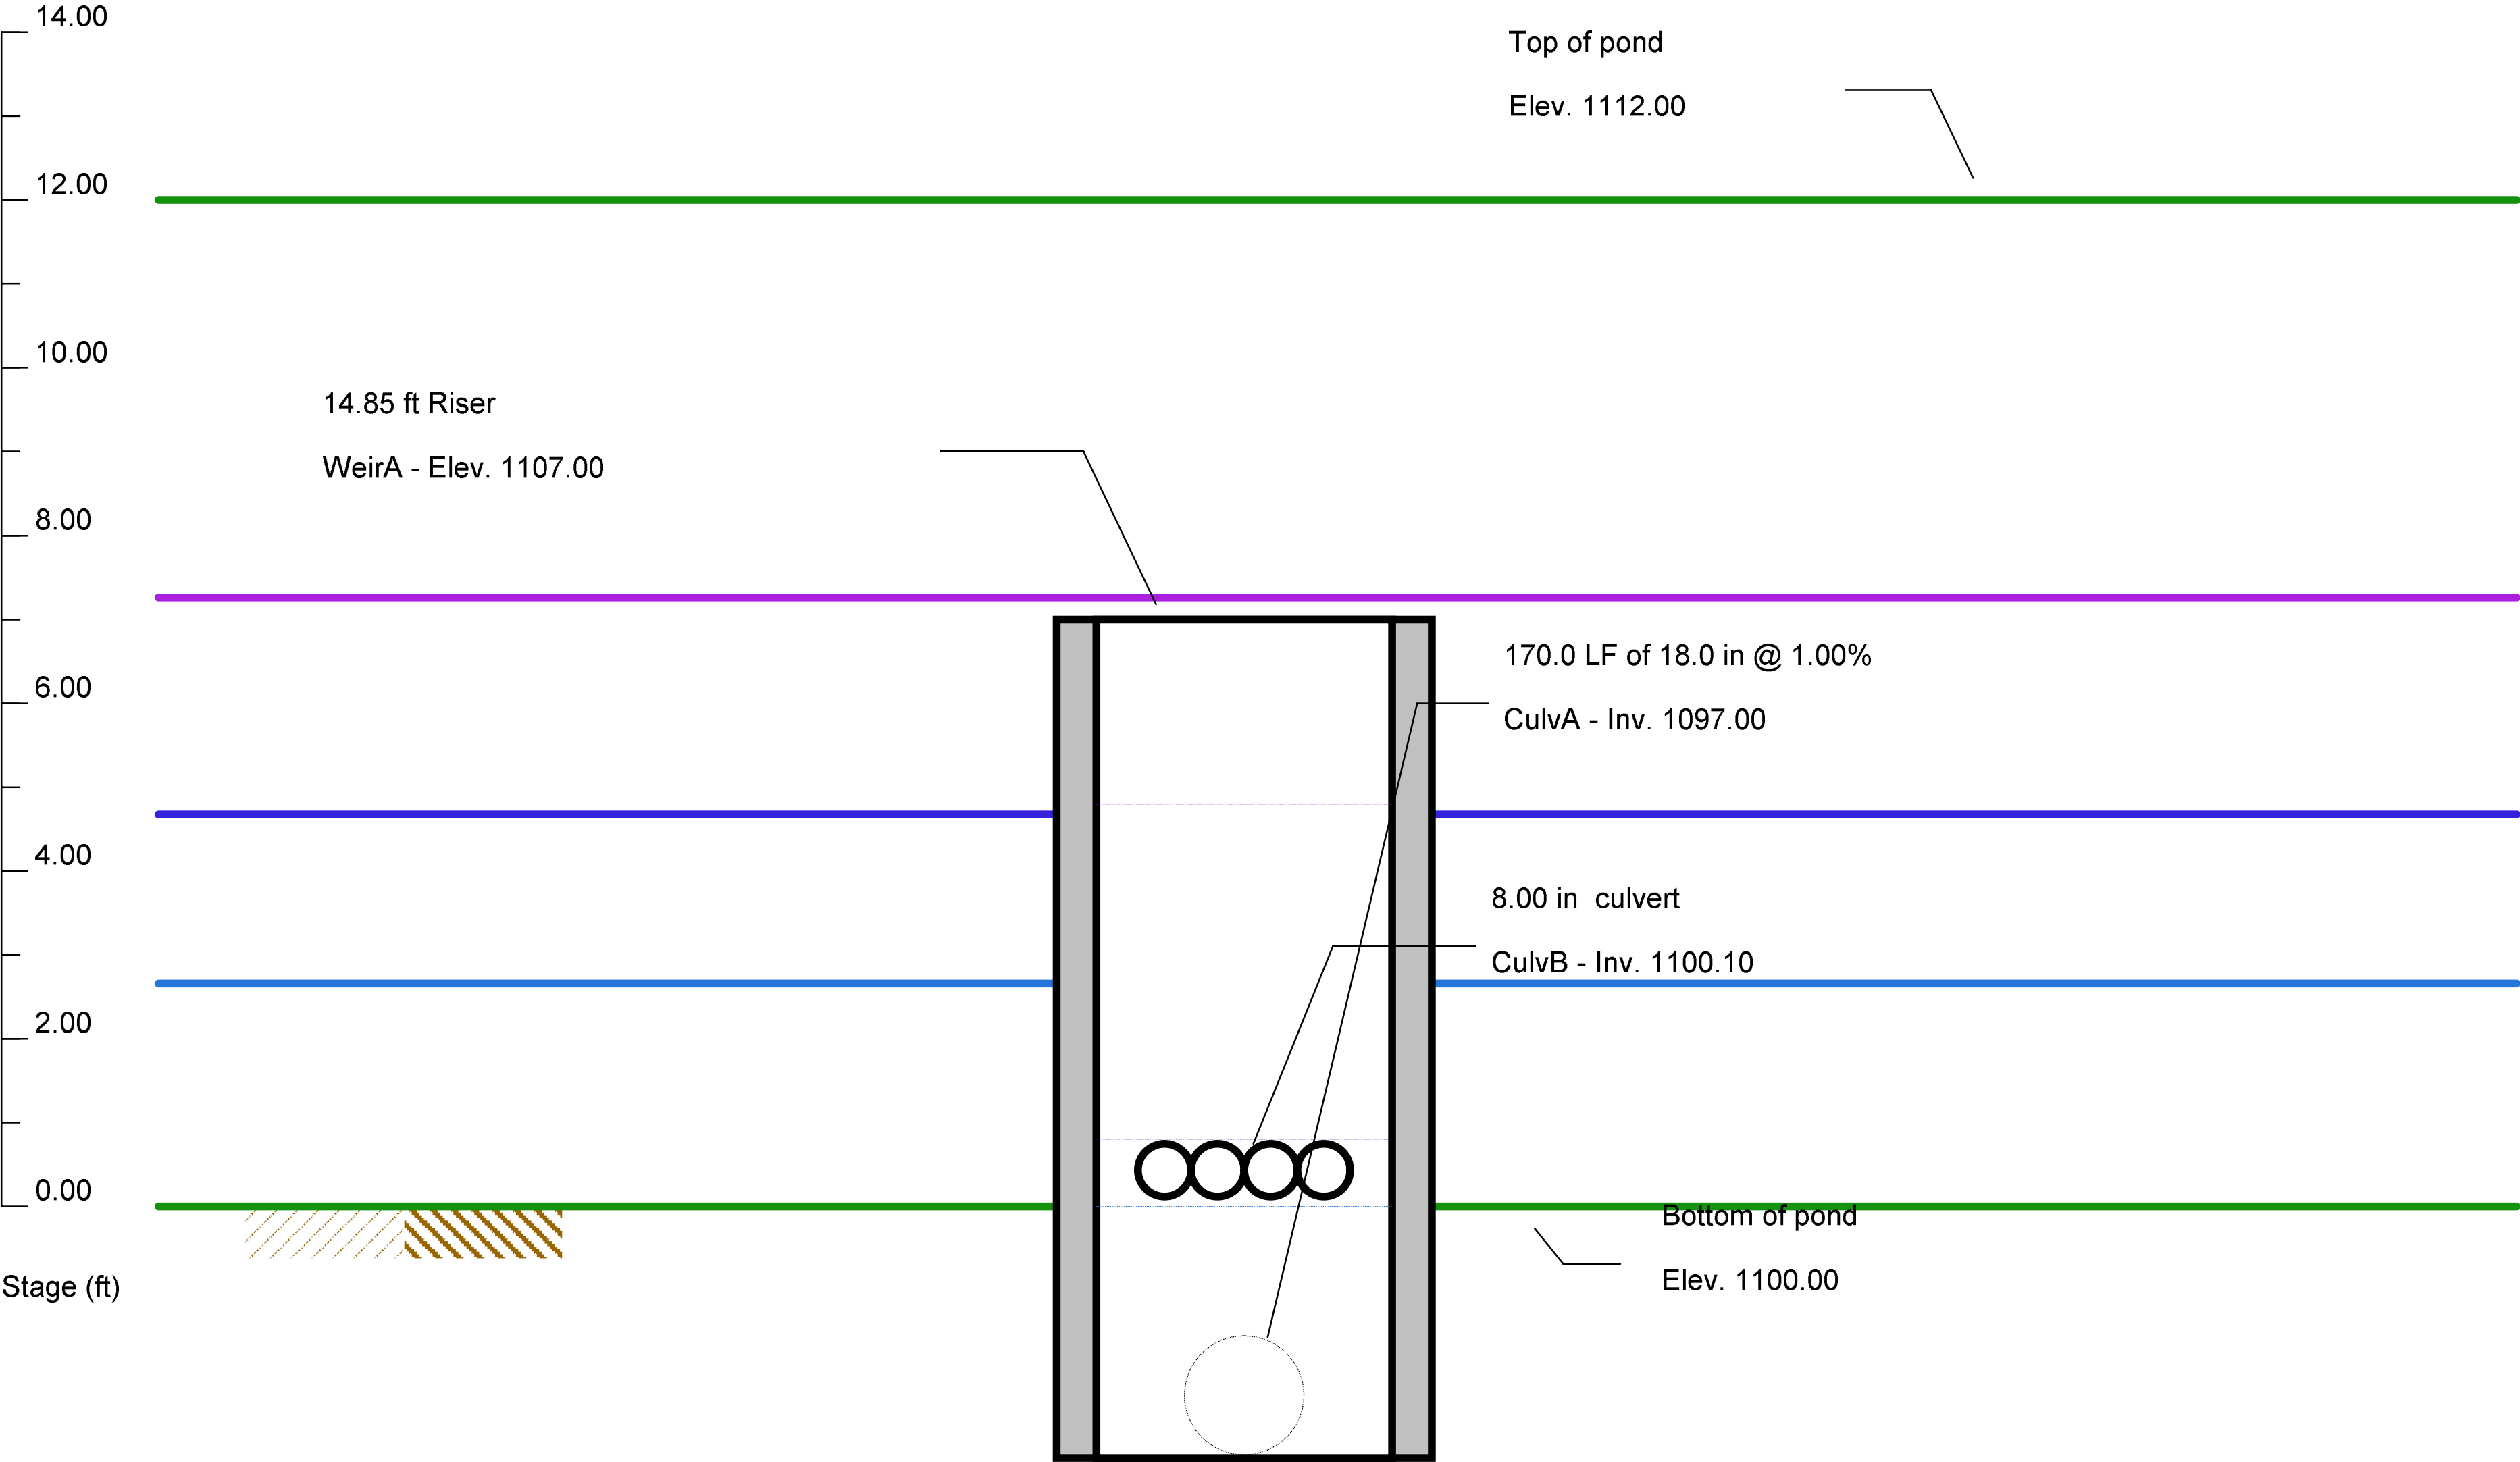 14.00
Top of pond
Elev. 1112.00
12.00
10.00
14.85 ft Riser
WeirA - Elev. 1107.00
8.00
170.0 LF of 18.0 in @ 1.00%
6.00
CulvA - Inv. 1097.00
4.00
8.00 in  culvert
CulvB - Inv. 1100.10
2.00
0.00
Bottom of pond
Elev. 1100.00
Stage (ft)